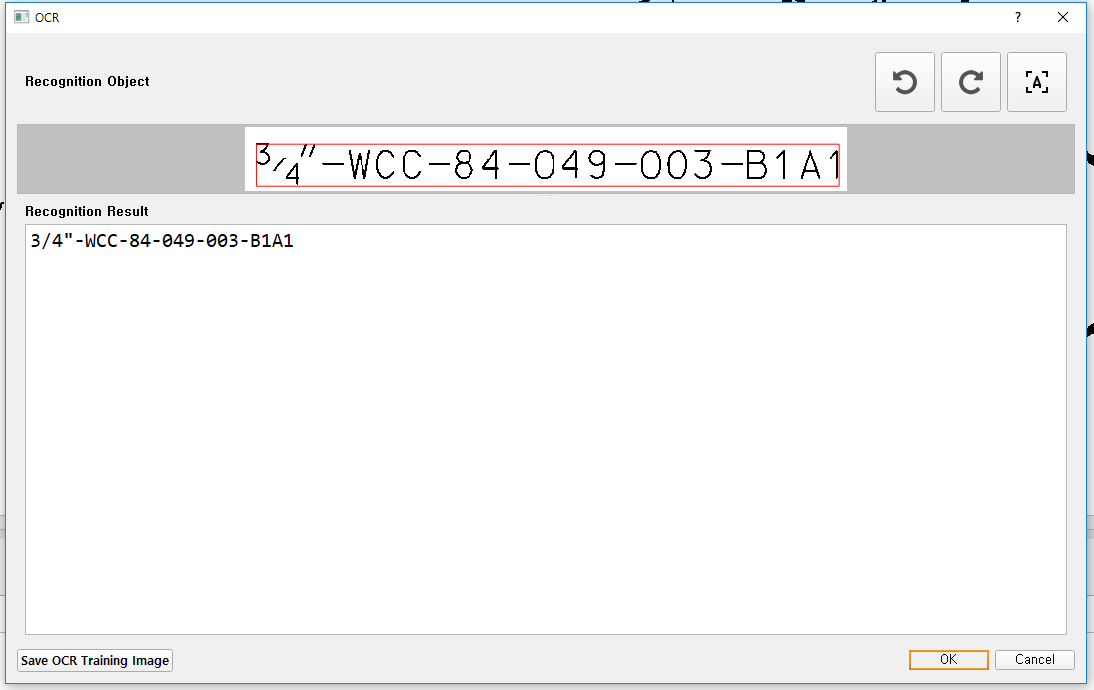 OCR
?
Recognition Object
[A]
3/4"-WCC-84-049-003-B1A1
Recognition Result
3/4"-WCC-84-049-003-B1A1
Save OCR Training Image
OK
Cancel